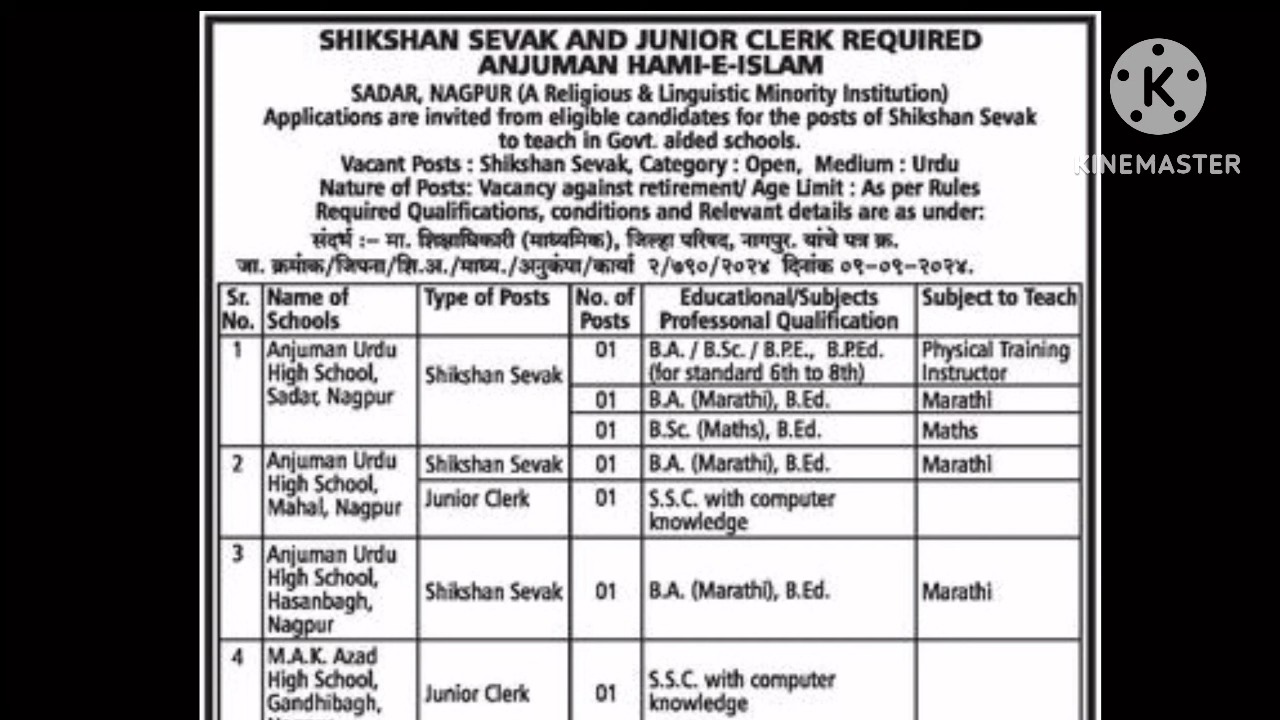 SHIKSHAN SEVAK AND JUNIOR CLERK REQUIRED
ANJUMAN HAMI-E-ISLAM
SADAR, NAGPUR (A Religious & Linguistic Minority Institution)
Applications are invited from eligible candidates for the posts of Shikshan Sevak
to teach in Govt. aided schools.
Vacant Posts : Shikshan Sevak, Category : Open, Medium : Urdu
Nature of Posts: Vacancy against retirement/ Age Limit : As per Rules
Required Qualifications, conditions and Relevant details are as under:
संदर्भ :- मा. शिक्षाधिकारी (माध्यमिक), जिल्हा परिषद, नागपुर. यांचे पत्र क्र.
जा. क्रमांक/जिपना/शि.अ./माध्य./अनुकंपा/कार्या २/७९०/२०२४ दिनांक ०९-०९-२०२४.
Sr. No. Name of Schools Type of Posts No. of Posts Educational/Subjects Professonal Qualification Subject to Teach
1 Anjuman Urdu High School, Sadar, Nagpur Shikshan Sevak 01 B.A. / B.Sc. / B.P.E., B.P.Ed. (for standard 6th to 8th) Physical Training Instructor
01 B.A. (Marathi), B.Ed. Marathi
01 B.Sc. (Maths), B.Ed. Maths
2 Anjuman Urdu High School, Mahal, Nagpur Shikshan Sevak 01 B.A. (Marathi), B.Ed. Marathi
Junior Clerk 01 S.S.C. with computer knowledge
3 Anjuman Urdu High School, Hasanbagh, Nagpur Shikshan Sevak 01 B.A. (Marathi), B.Ed. Marathi
4 M.A.K. Azad High School, Gandhibagh, Junior Clerk 01 S.S.C. with computer knowledge
K
KINEMASTER